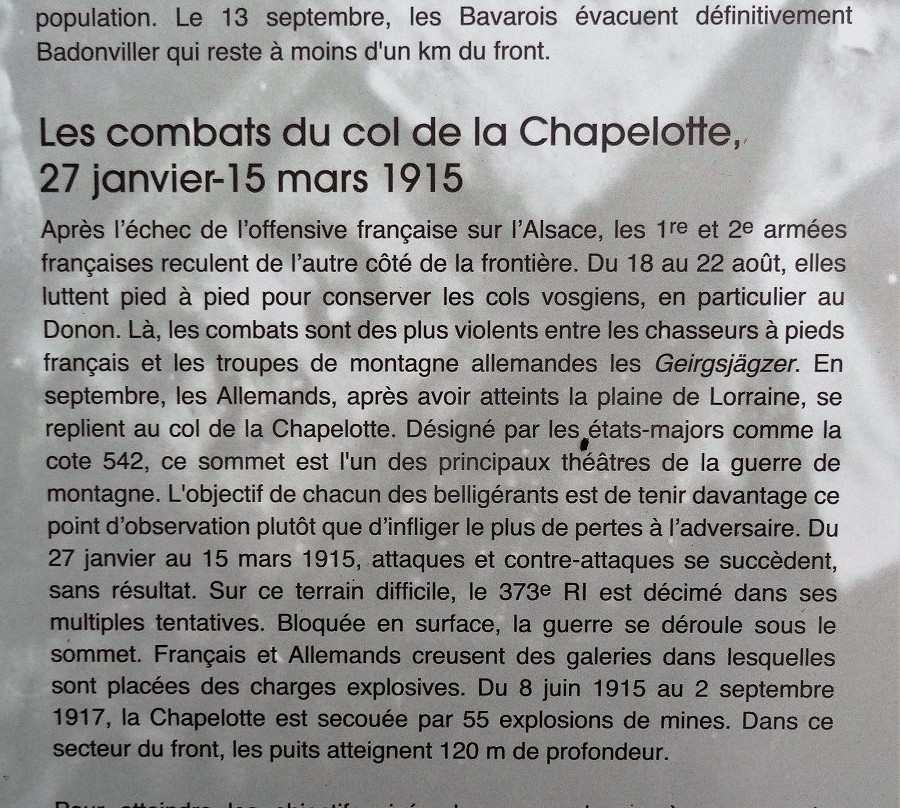 population. Le 13 septembre, les Bavarois évacuent définitivement
Badonviller qui reste à moins d'un km du front.
Les combats du col de la Chapelotte,
27 janvier-15 mars 1915
Après l'échec de l'offensive française sur l'Alsace, les 1re et 2e armées
françaises reculent de l'autre côté de la frontière. Du 18 au 22 août, elles
luttent pied à pied pour conserver les cols vosgiens, en particulier au
Donon. Là, les combats sont des plus violents entre les chasseurs à pieds
français et les troupes de montagne allemandes les Geirgsjägzer. En
septembre, les Allemands, après avoir atteints la plaine de Lorraine, se
replient au col de la Chapelotte. Désigné par les états-majors comme la
cote 542, ce sommet est l'un des principaux théâtres de la guerre de
montagne. L'objectif de chacun des belligérants est de tenir davantage ce
point d'observation plutôt que d'infliger le plus de pertes à l'adversaire. Du
27 janvier au 15 mars 1915, attaques et contre-attaques se succèdent,
sans résultat. Sur ce terrain difficile, le 373e RI est décimé dans ses
multiples tentatives. Bloquée en surface, la guerre se déroule sous le
sommet. Français et Allemands creusent des galeries dans lesquelles
sont placées des charges explosives. Du 8 juin 1915 au 2 septembre
1917, la Chapelotte est secouée par 55 explosions de mines. Dans ce
secteur du front, les puits atteignent 120 m de profondeur.
Pour atteindre les